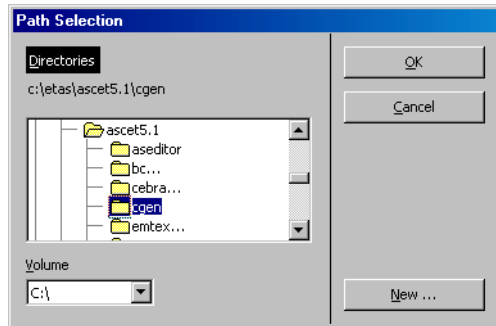 Path Selection
Directories
c:\etas\ascet5.1\cgen
ascet5.1
aseditor
bc...
cebra...
cgen
emtex...
Volume
C:\
OK
Cancel
New ...